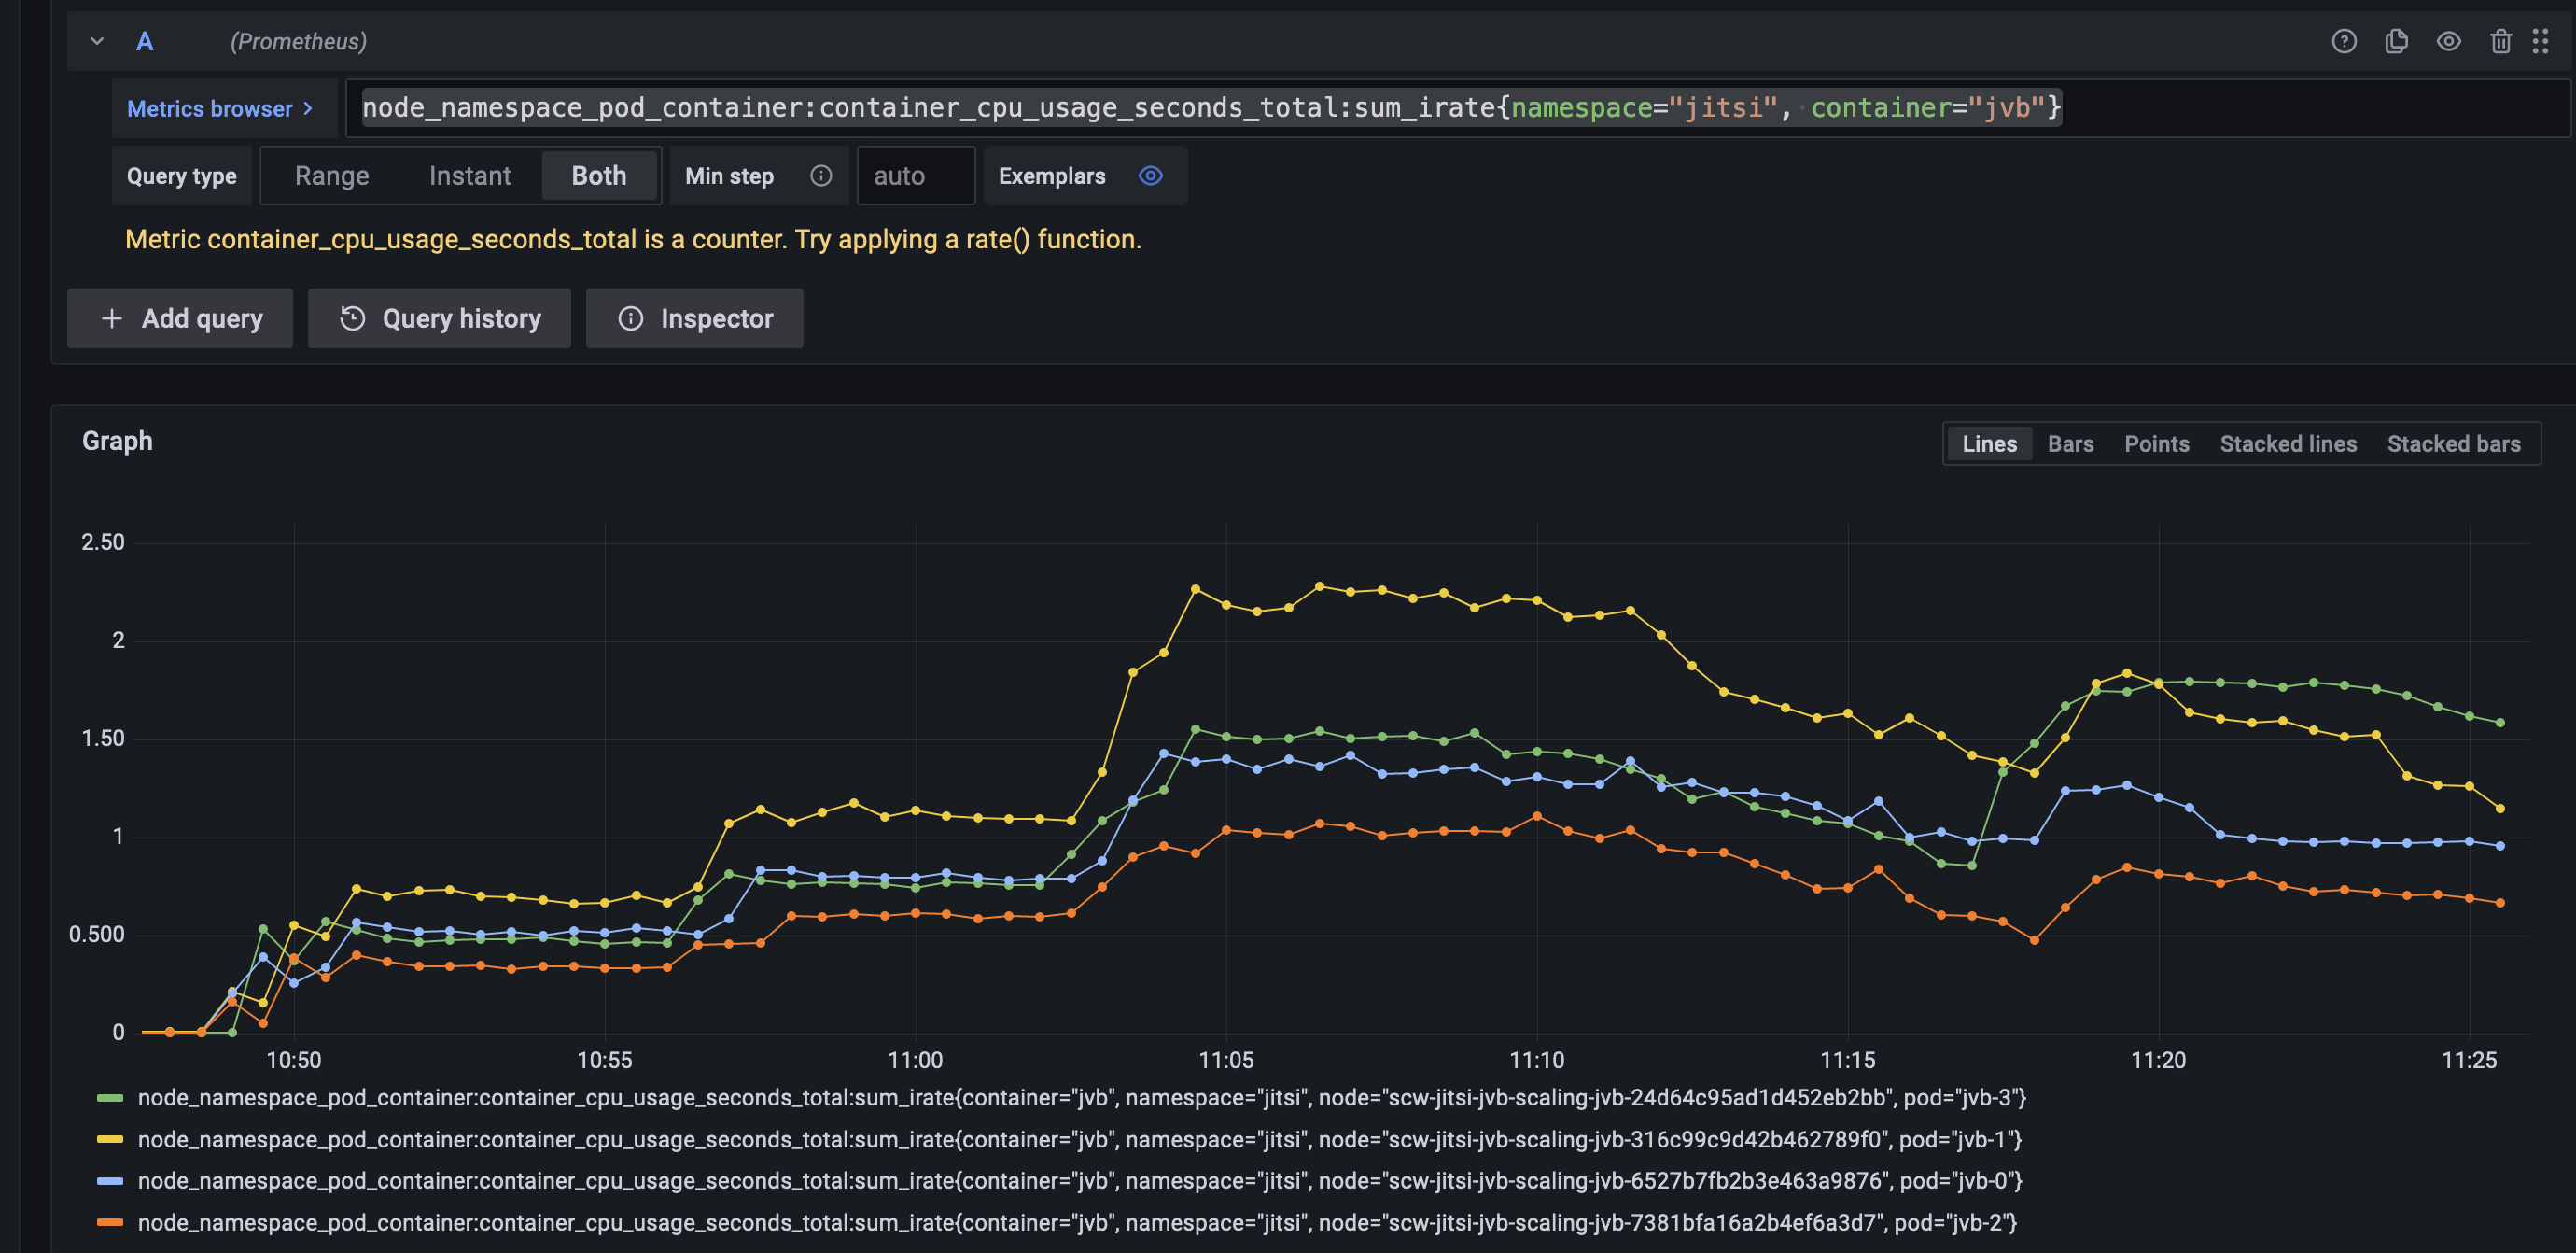 A (Prometheus)
Metrics browser > node_namespace_pod_container:container_cpu_usage_seconds_total:sum_irate{namespace="jitsi", container="jvb"}
Query type Range Instant Both Min step auto Exemplars
Metric container_cpu_usage_seconds_total is a counter. Try applying a rate() function.
+ Add query Query history Inspector
Graph Lines Bars Points Stacked lines Stacked bars
2.50
2
1.50
1
0.500
0
10:50 10:55 11:00 11:05 11:10 11:15 11:20 11:25
node_namespace_pod_container:container_cpu_usage_seconds_total:sum_irate{container="jvb", namespace="jitsi", node="scw-jitsi-jvb-scaling-jvb-24d64c95ad1d452eb2bb", pod="jvb-3"}
node_namespace_pod_container:container_cpu_usage_seconds_total:sum_irate{container="jvb", namespace="jitsi", node="scw-jitsi-jvb-scaling-jvb-316c99c9d42b462789f0", pod="jvb-1"}
node_namespace_pod_container:container_cpu_usage_seconds_total:sum_irate{container="jvb", namespace="jitsi", node="scw-jitsi-jvb-scaling-jvb-6527b7fb2b3e463a9876", pod="jvb-0"}
node_namespace_pod_container:container_cpu_usage_seconds_total:sum_irate{container="jvb", namespace="jitsi", node="scw-jitsi-jvb-scaling-jvb-7381bfa16a2b4ef6a3d7", pod="jvb-2"}